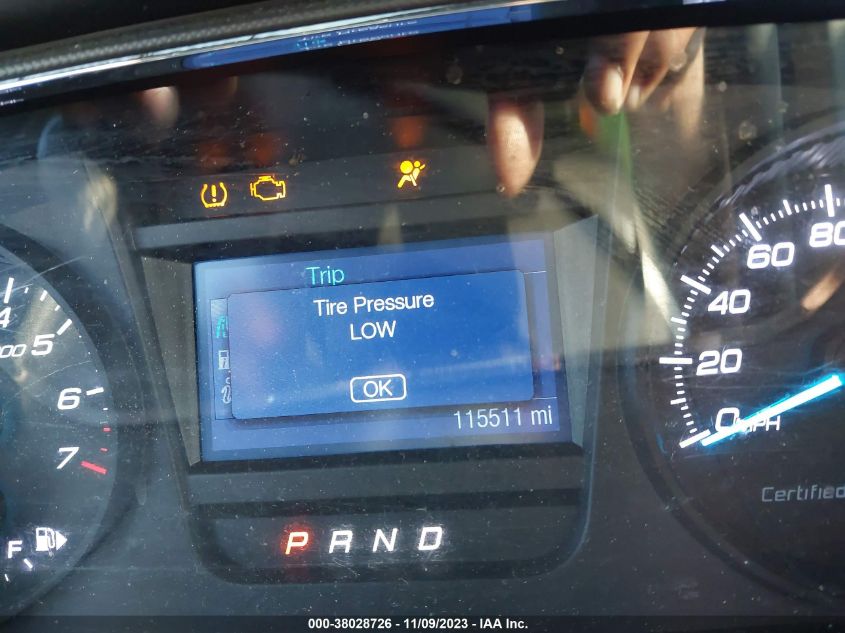 Trip
Tire Pressure
LOW
OK
115511 mi
4
5
6
7
80
60
40
20
0 MPH
Certified
P R N D
F
000-38028726 - 11/09/2023 - IAA Inc.